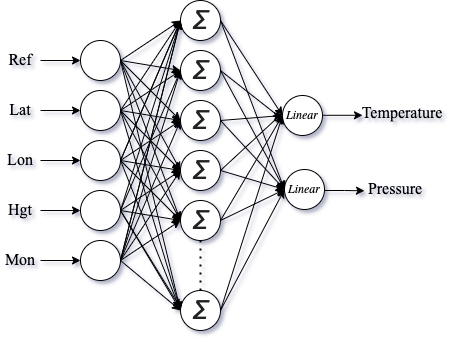 Σ
Ref
Σ
Lat
Σ
Linear
Temperature
Lon
Σ
Linear
Pressure
Hgt
Σ
Mon
Σ